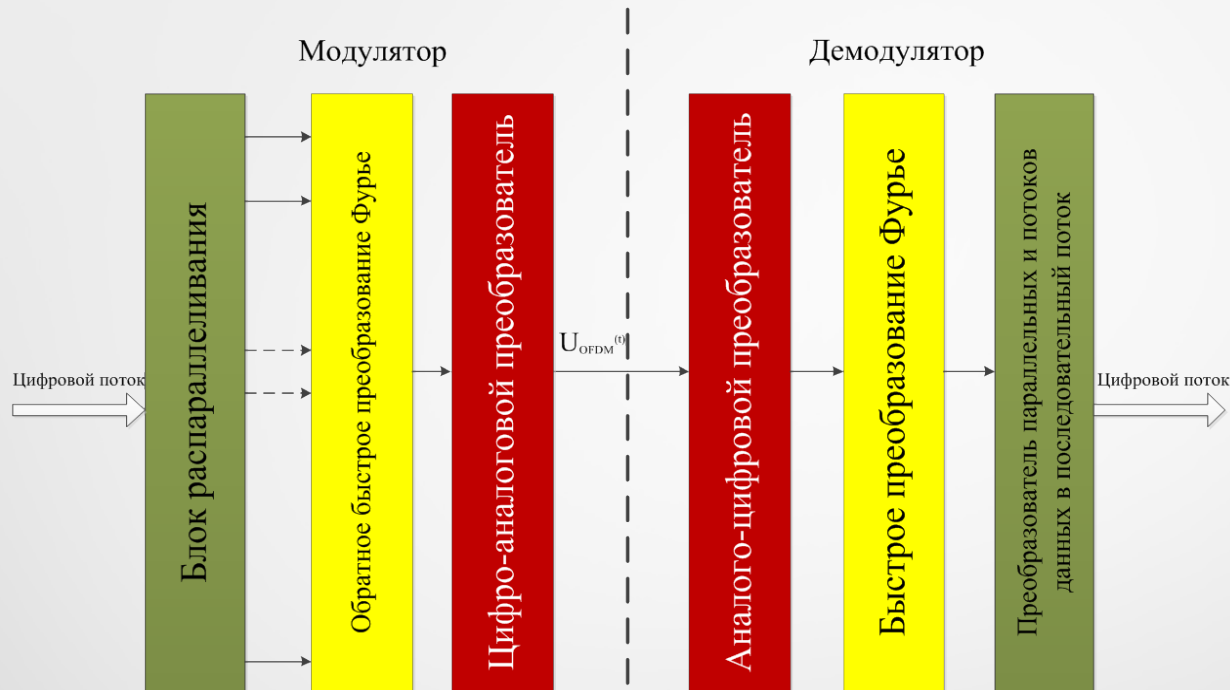 Модулятор
Демодулятор
Цифровой поток
Блок распараллеливания
Обратное быстрое преобразование Фурье
Цифро-аналоговой преобразователь
U OFDM (t)
Аналого-цифровой преобразователь
Быстрое преобразование Фурье
Преобразователь параллельных и потоков
данных в последовательный поток
Цифровой поток